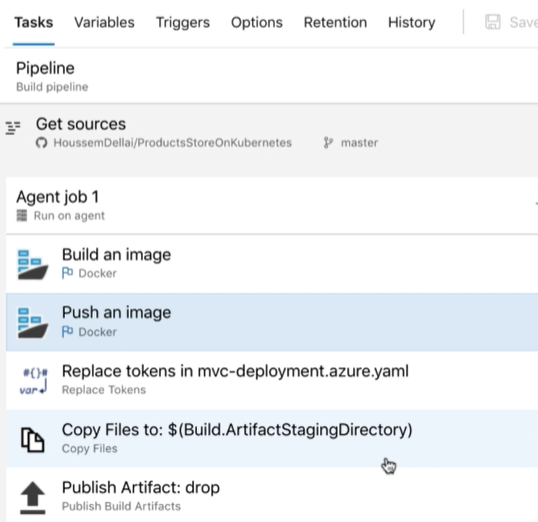 Tasks Variables Triggers Options Retention History Save
Pipeline
Build pipeline
Get sources
HoussemDellai/ProductsStoreOnKubernetes master
Agent job 1
Run on agent
Build an image
Docker
Push an image
Docker
#{}#
var
Replace tokens in mvc-deployment.azure.yaml
Replace Tokens
Copy Files to: $(Build.ArtifactStagingDirectory)
Copy Files
Publish Artifact: drop
Publish Build Artifacts